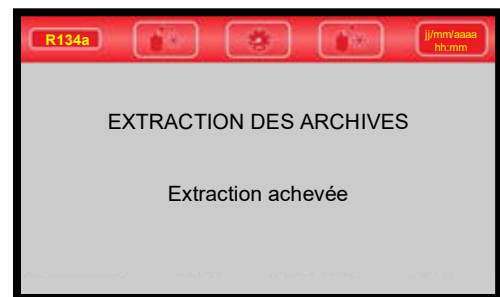 R134a
jj/mm/aaaa
hh:mm
EXTRACTION DES ARCHIVES
Extraction achevée